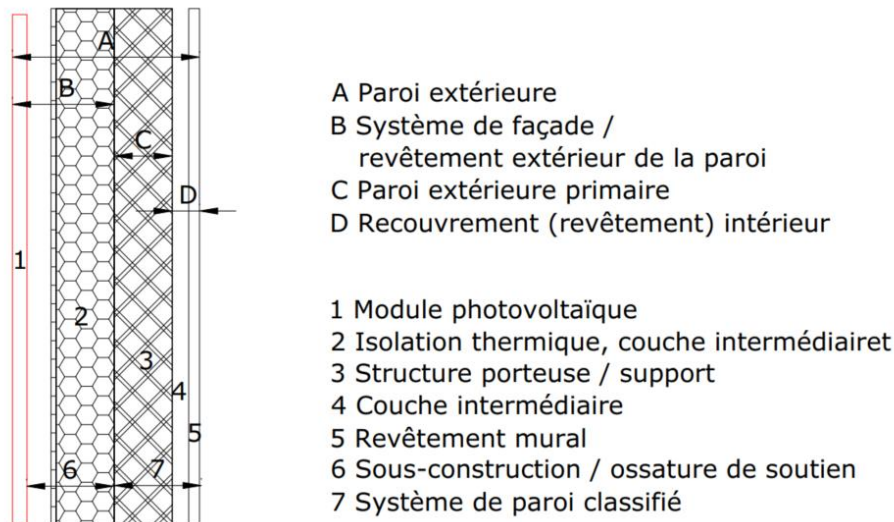 A
B
C
D
1
2
3
4
5
6
7
A Paroi extérieure
B Système de façade /
revêtement extérieur de la paroi
C Paroi extérieure primaire
D Recouvrement (revêtement) intérieur
1 Module photovoltaïque
2 Isolation thermique, couche intermédiairet
3 Structure porteuse / support
4 Couche intermédiaire
5 Revêtement mural
6 Sous-construction / ossature de soutien
7 Système de paroi classifié